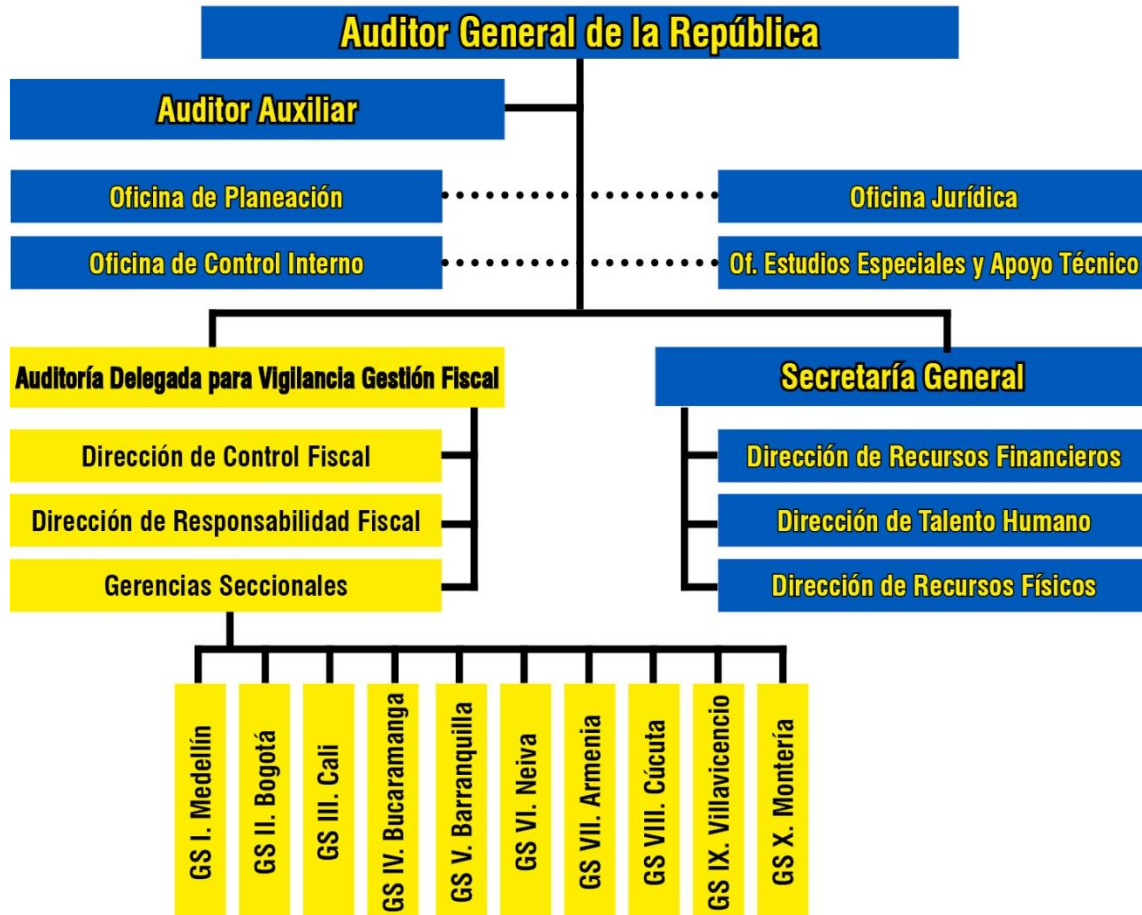 Auditor General de la República
Auditor Auxiliar
Oficina de Planeación
Oficina Jurídica
Oficina de Control Interno
Of. Estudios Especiales y Apoyo Técnico
Auditoría Delegada para Vigilancia Gestión Fiscal
Secretaría General
Dirección de Control Fiscal
Dirección de Recursos Financieros
Dirección de Responsabilidad Fiscal
Dirección de Talento Humano
Gerencias Seccionales
Dirección de Recursos Físicos
GS I. Medellín
GS II. Bogotá
GS III. Cali
GS IV. Bucaramanga
GS V. Barranquilla
GS VI. Neiva
GS VII. Armenia
GS VIII. Cúcuta
GS IX. Villavicencio
GS X. Montería